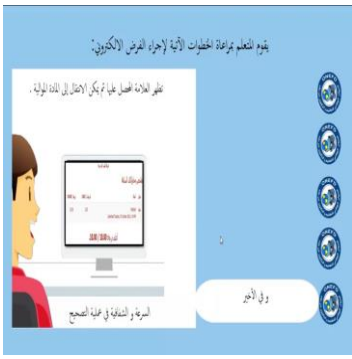 يقوم المتعلم بمراعاة الخطوات الآتية لإجراء الفرض الالكتروني:
تظهر العلامة المحصل عليها ثم يمكن الانتقال إلى المادة الموالية .
و في الأخير
السرعة و الشفافية في عملية التصحيح